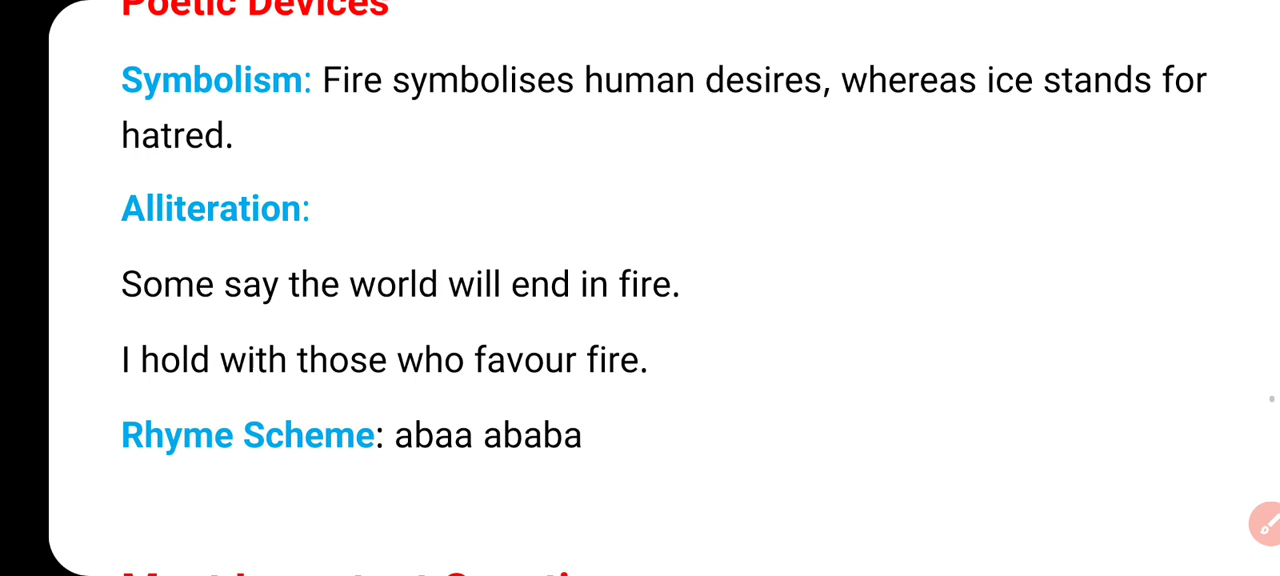 Poetic Devices
Symbolism: Fire symbolises human desires, whereas ice stands for
hatred.
Alliteration:
Some say the world will end in fire.
I hold with those who favour fire.
Rhyme Scheme: abaa ababa